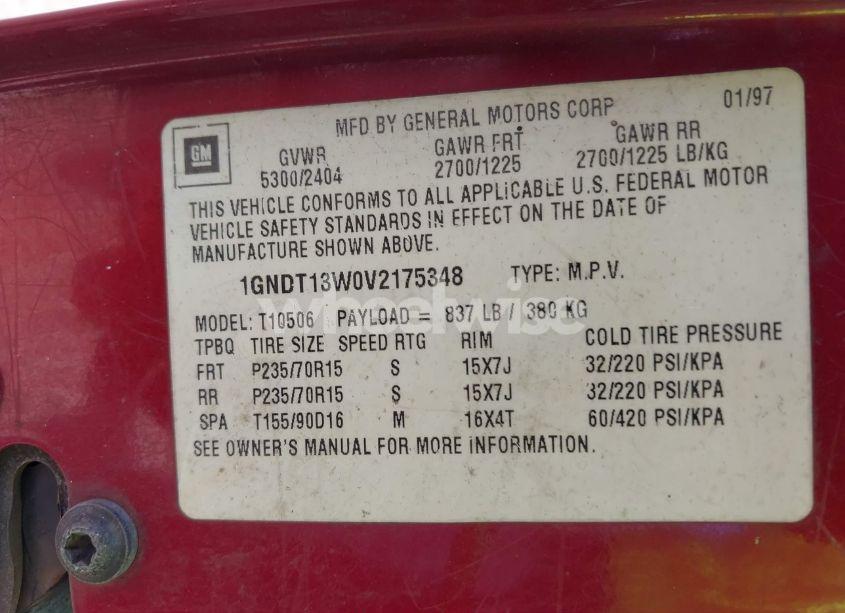 MFD BY GENERAL MOTORS CORP 01/97
GM
GVWR GAWR FRT GAWR RR
5300/2404 2700/1225 2700/1225 LB/KG
THIS VEHICLE CONFORMS TO ALL APPLICABLE U.S. FEDERAL MOTOR
VEHICLE SAFETY STANDARDS IN EFFECT ON THE DATE OF
MANUFACTURE SHOWN ABOVE.
1GNDT13W0V2175348 TYPE: M.P.V.
wheelwise
MODEL: T10506 PAYLOAD = 837 LB / 380 KG
TPBQ TIRE SIZE SPEED RTG RIM COLD TIRE PRESSURE
FRT P235/70R15 S 15X7J 32/220 PSI/KPA
RR P235/70R15 S 15X7J 32/220 PSI/KPA
SPA T155/90D16 M 16X4T 60/420 PSI/KPA
SEE OWNER'S MANUAL FOR MORE INFORMATION.